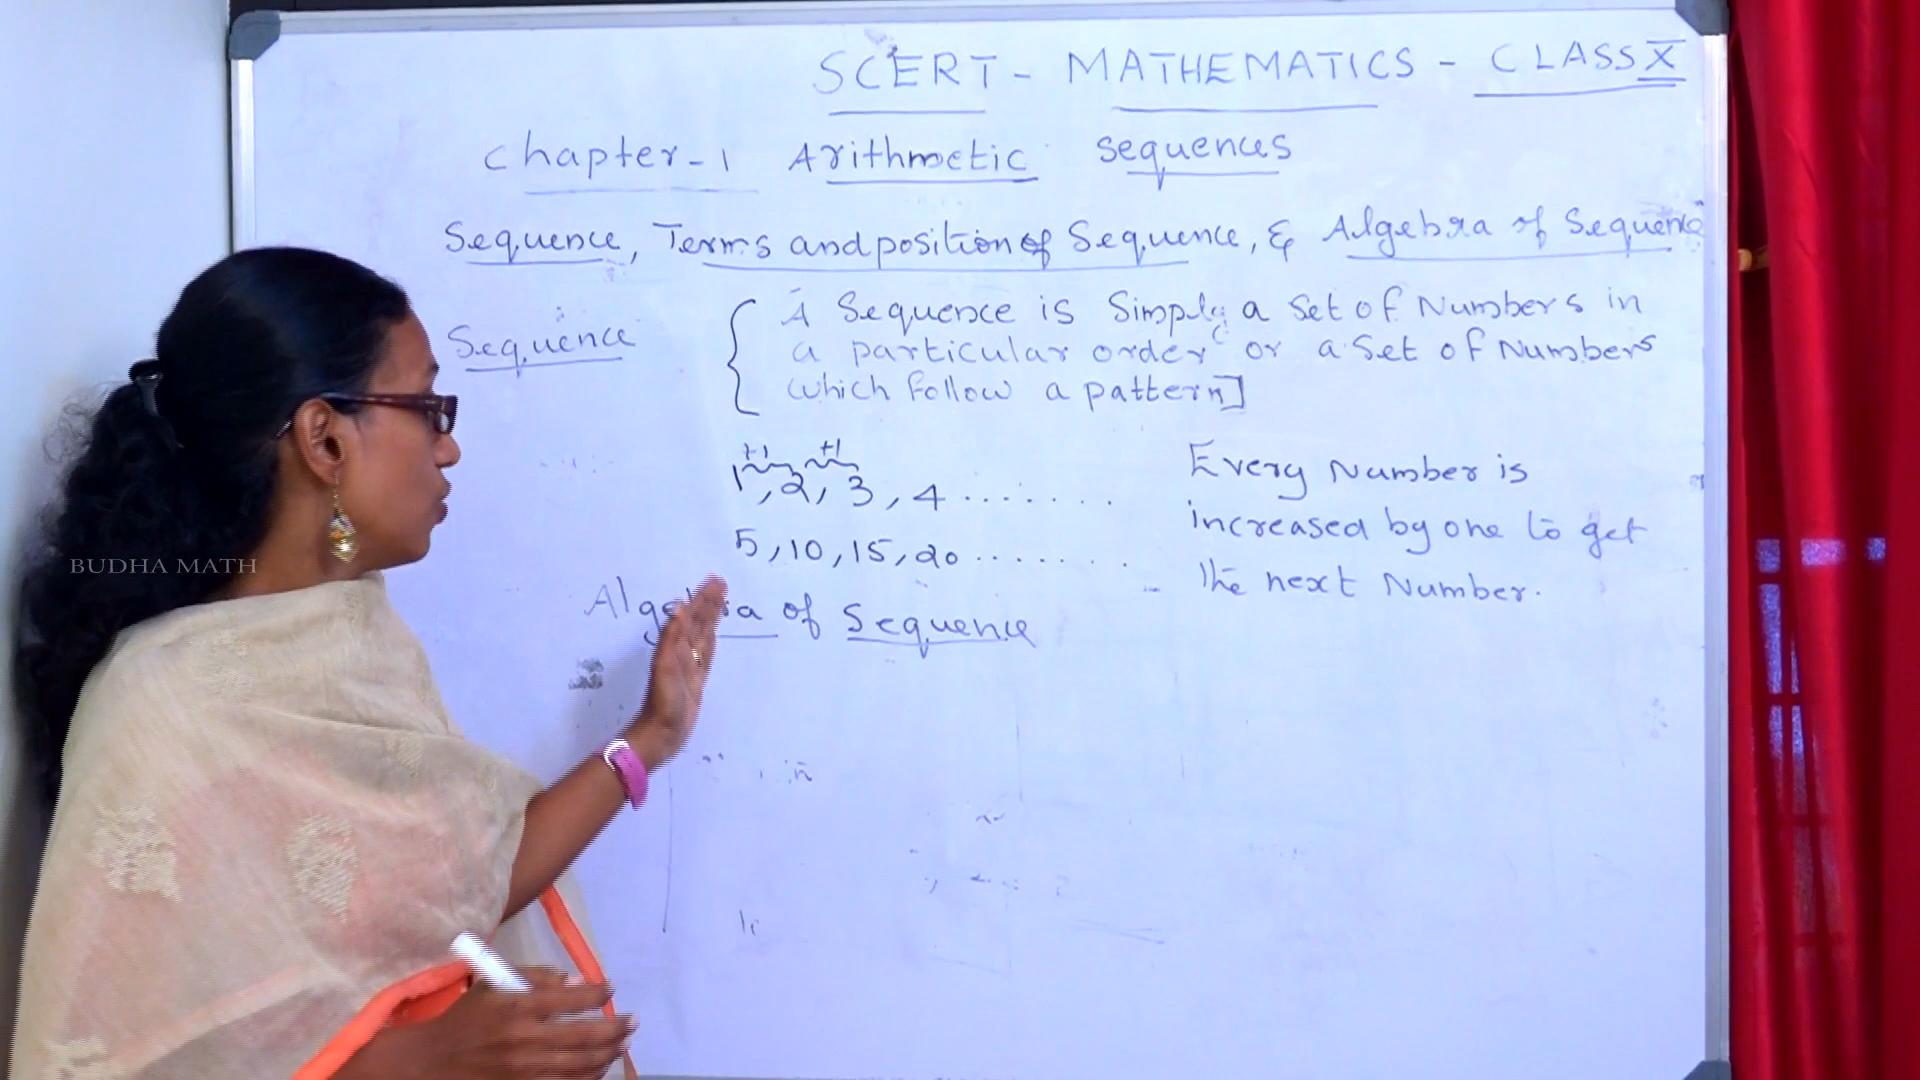 SCERT - MATHEMATICS - CLASS X
Chapter-1 Arithmetic Sequences
Sequence, Terms and position of Sequence, & Algebra of Sequence
Sequence
A Sequence is Simply a Set of Numbers in
a particular order or a Set of Numbers
which follow a pattern]
+1 +1
1, 2, 3, 4 .......
5, 10, 15, 20 .......
Every Number is
increased by one to get
the next Number.
Algebra of Sequence
BUDHA MATH